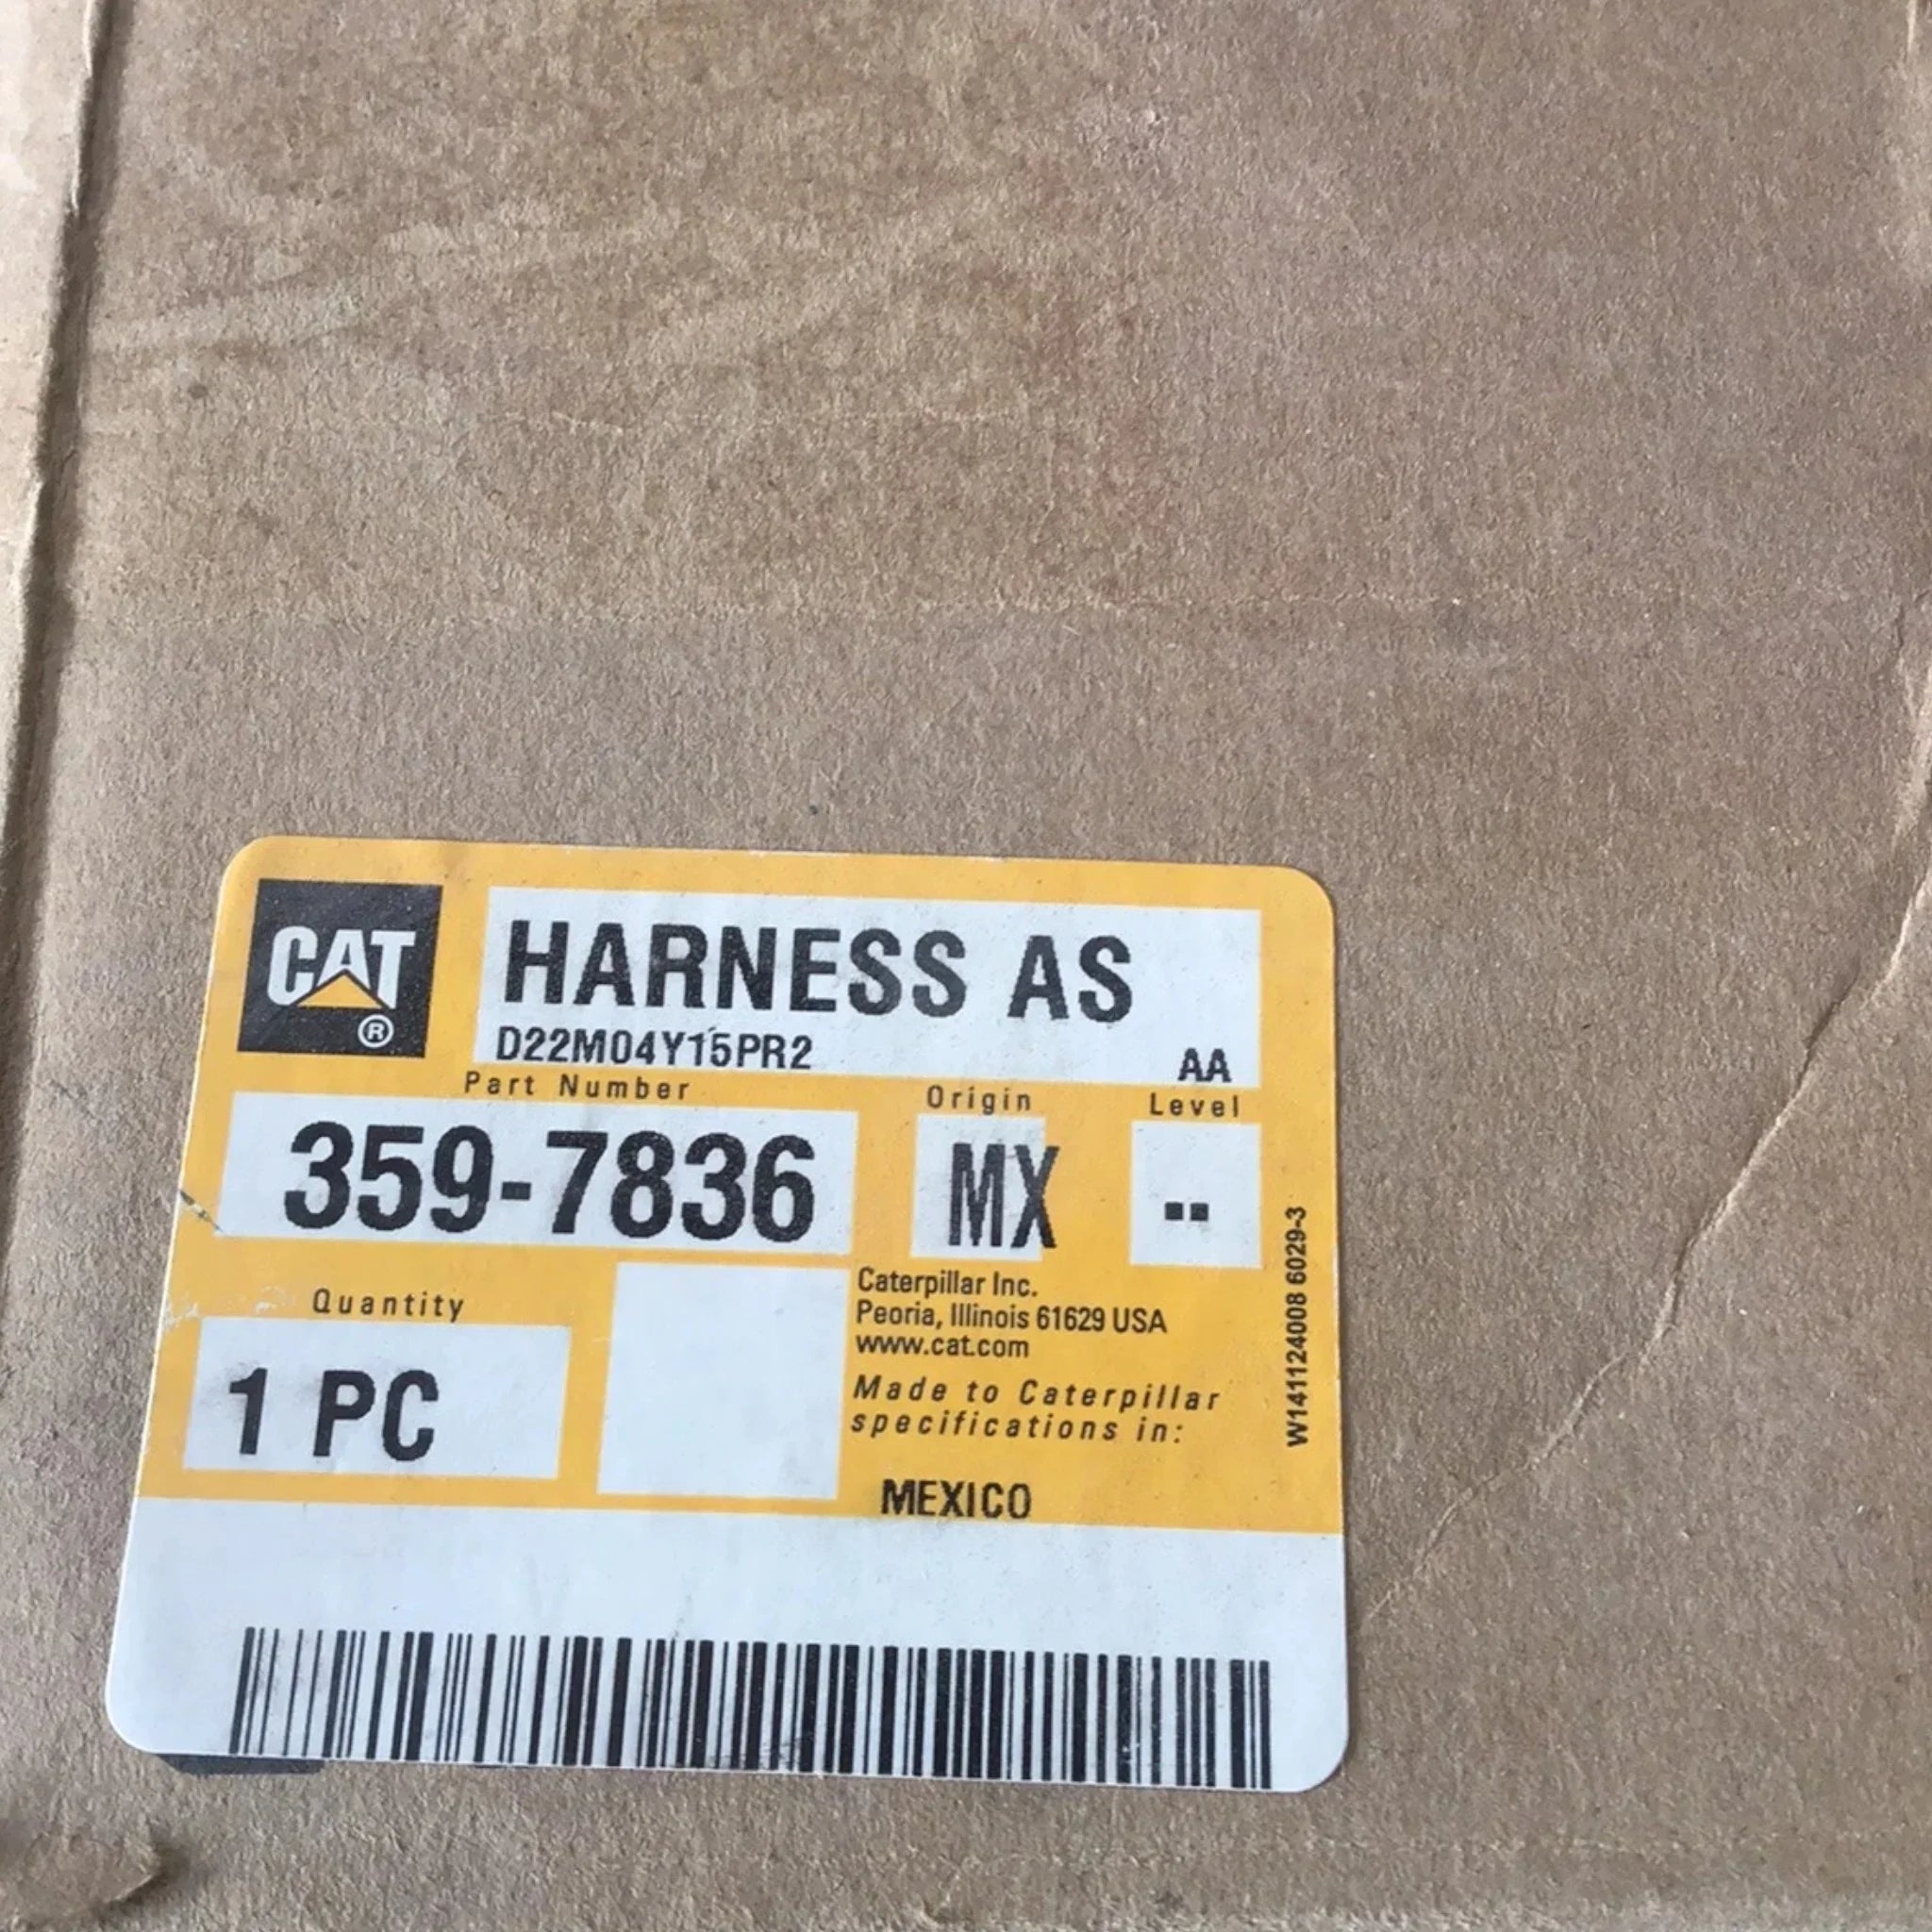 CAT®
HARNESS AS
D22M04Y15PR2 AA
Part Number Origin Level
359-7836 MX --
Quantity
1 PC
Caterpillar Inc.
Peoria, Illinois 61629 USA
www.cat.com
Made to Caterpillar
specifications in:
MEXICO
W141124008 6029-3